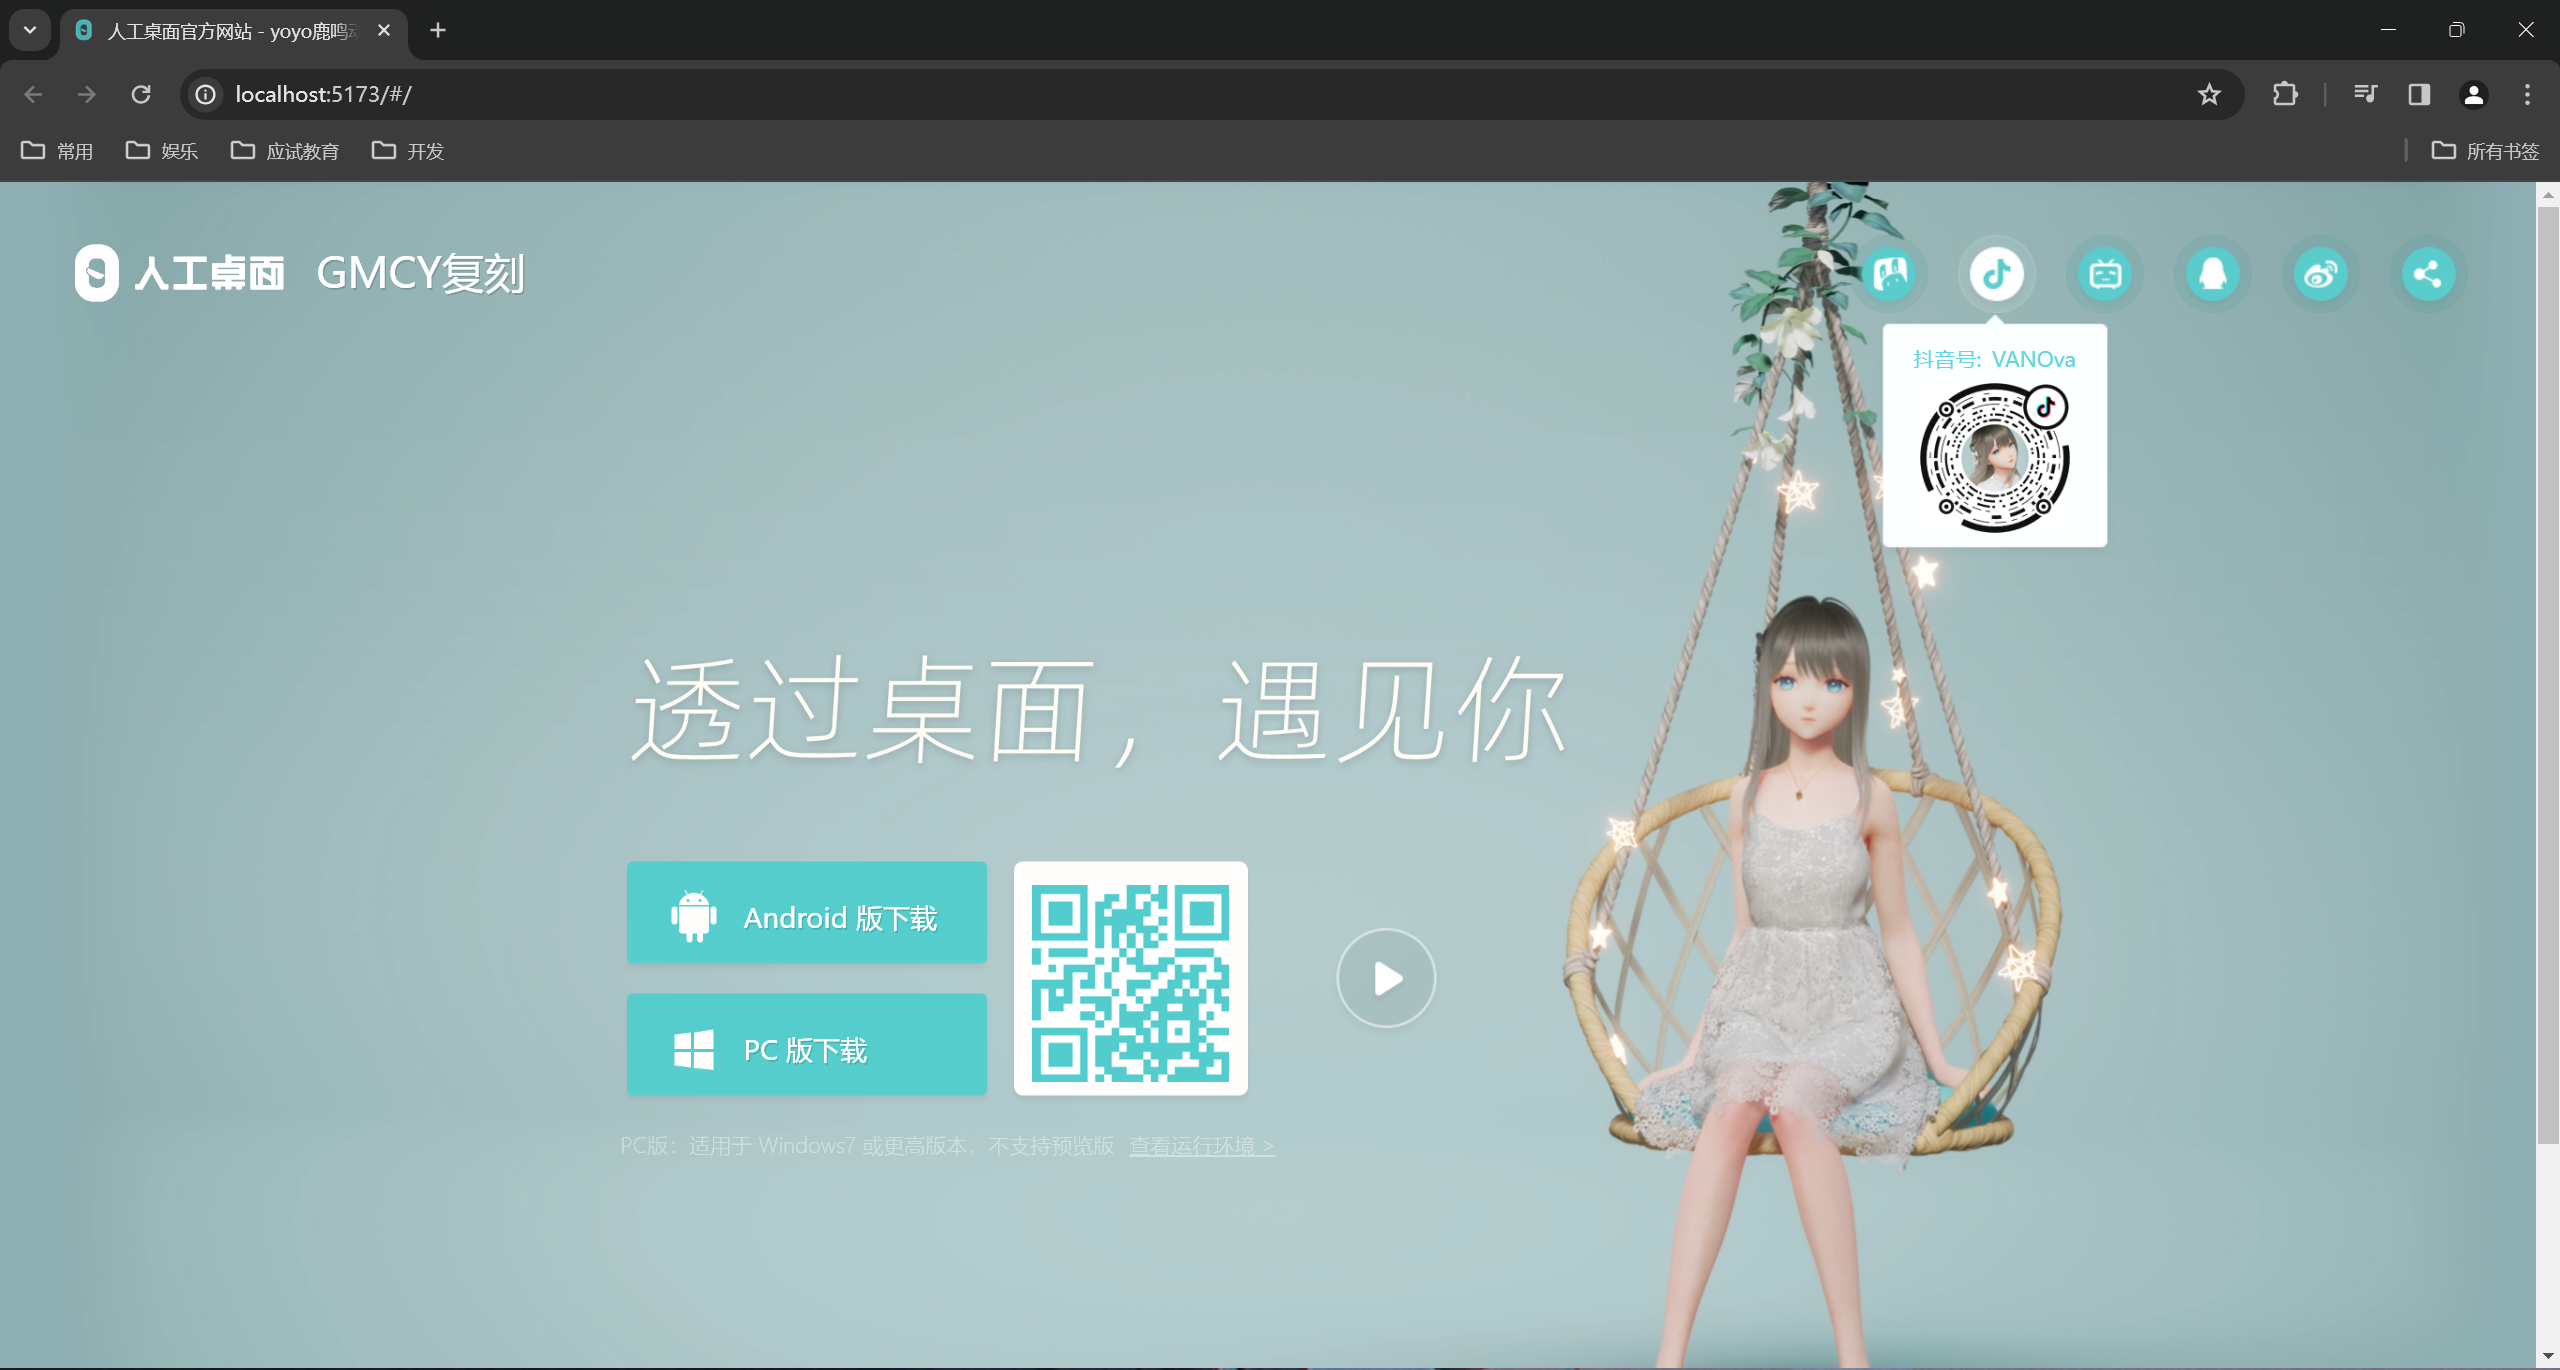 人工桌面官方网站 - yoyo鹿鸣
localhost:5173/#/
常用
娱乐
应试教育
开发
所有书签
人工桌面
GMCY复刻
抖音号: VANOva
透过桌面，遇见你
Android 版下载
PC 版下载
PC版：适用于 Windows7 或更高版本，不支持预览版 查看运行环境 >